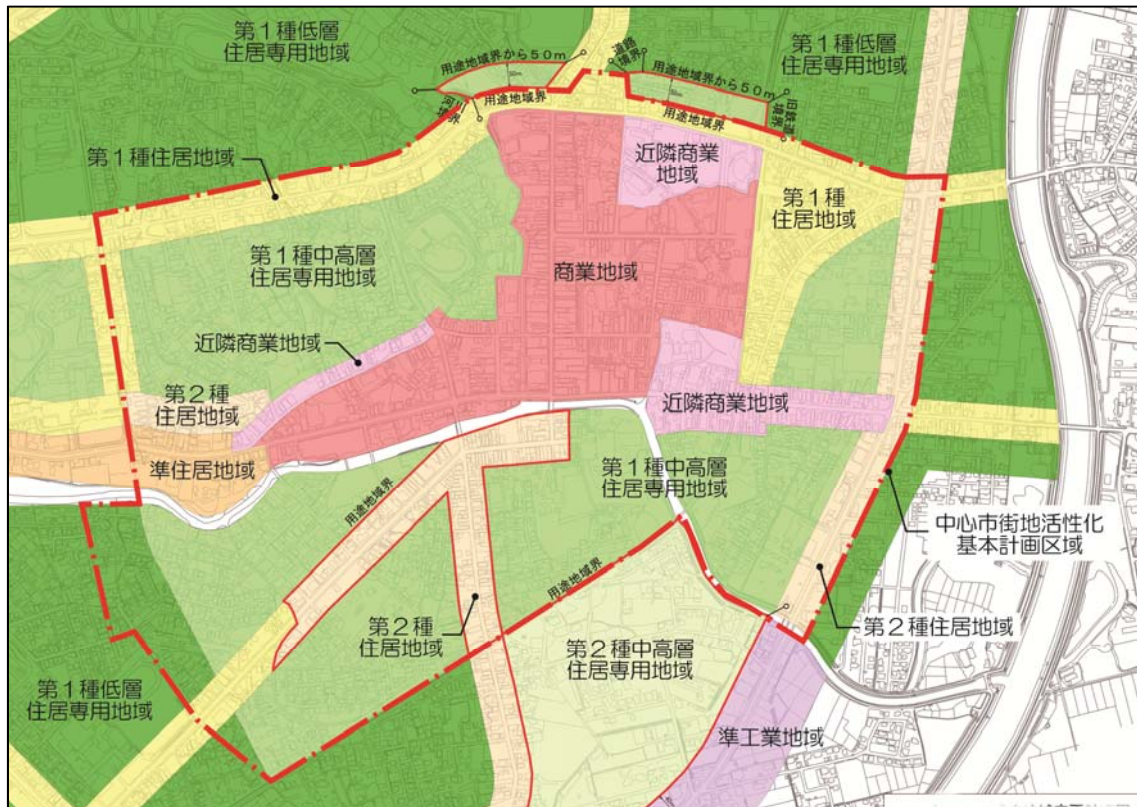 第1種低層
住居専用地域
用途地域界から50m
50m
道路
境界
用途地域界から50m
50m
第1種低層
住居専用地域
河川
境界
用途地域界
用途地域界
旧鉄道
境界
第1種住居地域
近隣商業
地域
第1種
住居地域
第1種中高層
住居専用地域
商業地域
近隣商業地域
第2種
住居地域
近隣商業地域
準住居地域
第1種中高層
住居専用地域
用途地域界
中心市街地活性化
基本計画区域
用途地域界
第2種
住居地域
第2種住居地域
第2種中高層
住居専用地域
第1種低層
住居専用地域
準工業地域